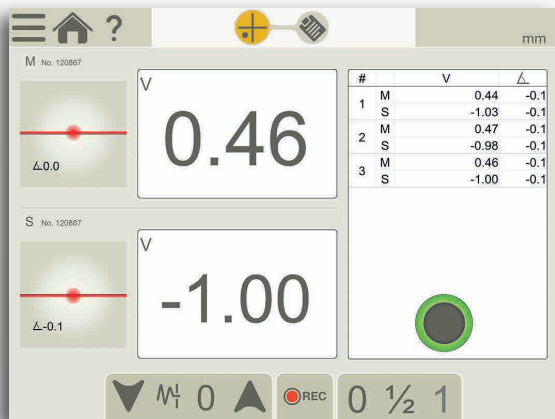 ?
mm
M No. 120867
V
0.46
∡0.0
S No. 120867
V
-1.00
∡-0.1
# V ∡
1 M 0.44 -0.1
S -1.03 -0.1
2 M 0.47 -0.1
S -0.98 -0.1
3 M 0.46 -0.1
S -1.00 -0.1
0 REC 0 ½ 1